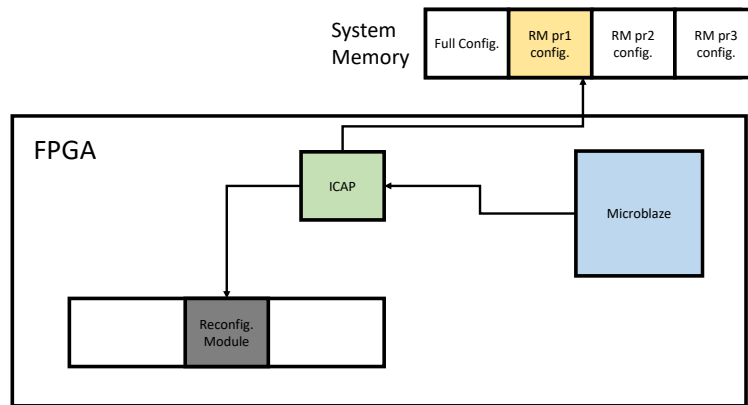 System
Memory
Full Config.
RM pr1
config.
RM pr2
config.
RM pr3
config.
FPGA
ICAP
Microblaze
Reconfig.
Module